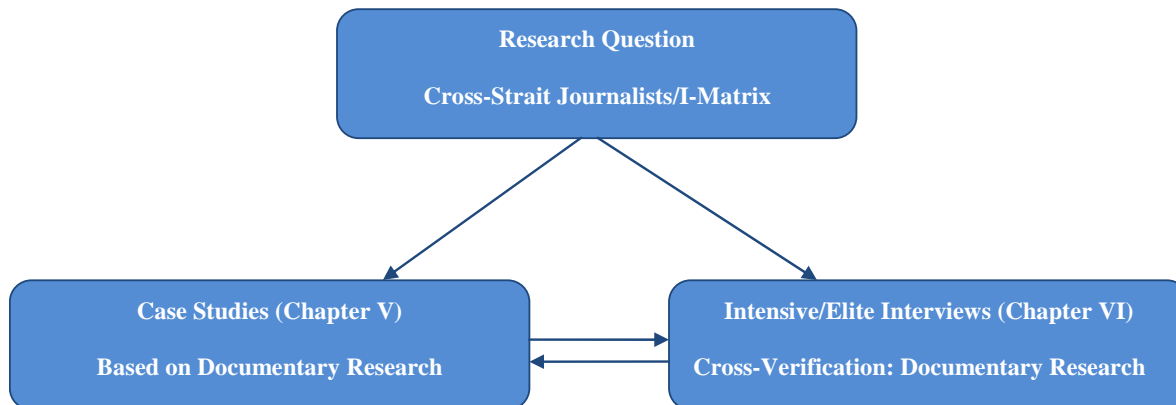 Research Question
Cross-Strait Journalists/I-Matrix
Case Studies (Chapter V)
Based on Documentary Research
Intensive/Elite Interviews (Chapter VI)
Cross-Verification: Documentary Research